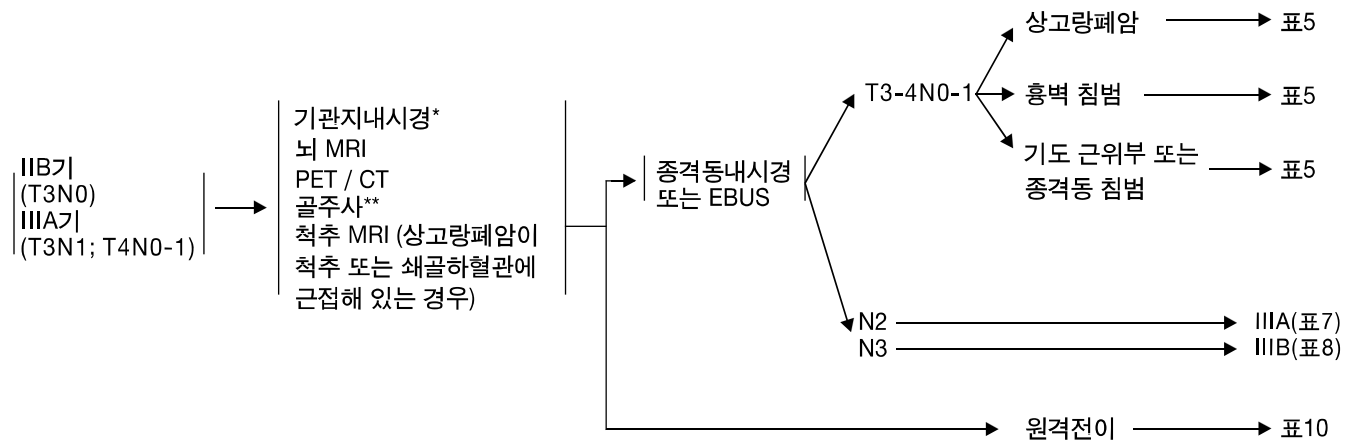 IIB기
(T3N0)
IIIA기
(T3N1; T4N0-1)
기관지내시경*
뇌 MRI
PET / CT
골주사**
척추 MRI (상고랑폐암이
척추 또는 쇄골하혈관에
근접해 있는 경우)
종격동내시경
또는 EBUS
T3-4N0-1
상고랑폐암
표5
흉벽 침범
표5
기도 근위부 또는
종격동 침범
표5
N2
IIIA(표7)
N3
IIIB(표8)
원격전이
표10